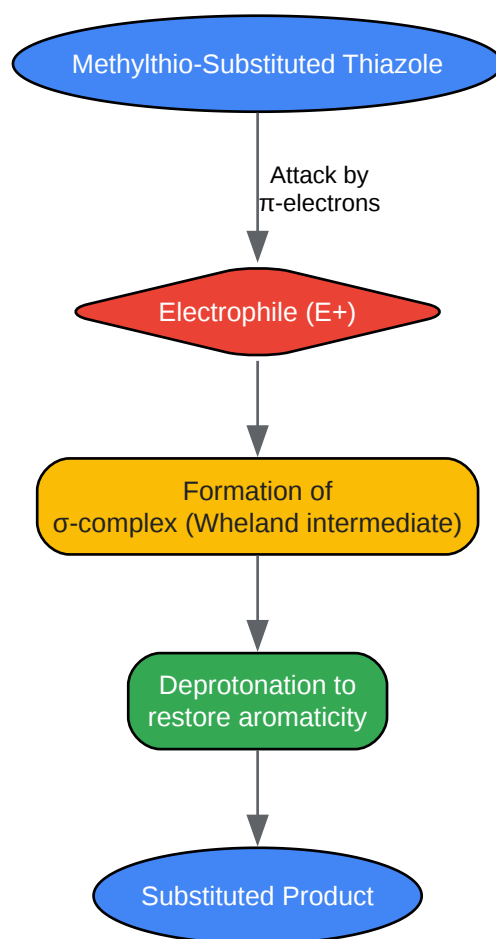 Methylthio-Substituted Thiazole
Attack by
π-electrons
Electrophile (E+)
Formation of
σ-complex (Wheland intermediate)
Deprotonation to
restore aromaticity
Substituted Product